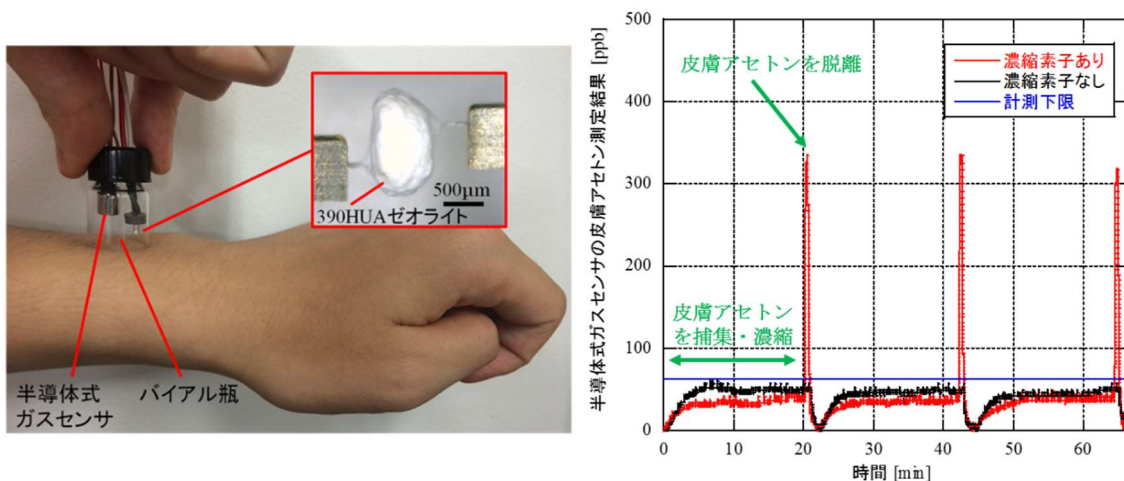 500μm
390HUAゼオライト
半導体式
ガスセンサ
バイアル瓶
半導体式ガスセンサの皮膚アセトン測定結果 [ppb]
500
400
300
200
100
0
皮膚アセトンを脱離
濃縮素子あり
濃縮素子なし
計測下限
皮膚アセトン
を捕集・濃縮
0
10
20
30
40
50
60
時間 [min]